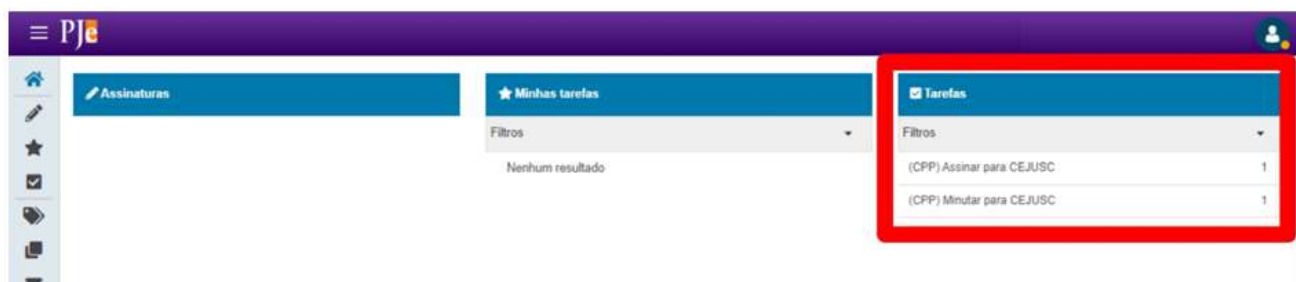 PJe
Assinaturas
Minhas tarefas
Filtros
Nenhum resultado
Tarefas
Filtros
(CPP) Assinar para CEJUSC 1
(CPP) Minutar para CEJUSC 1